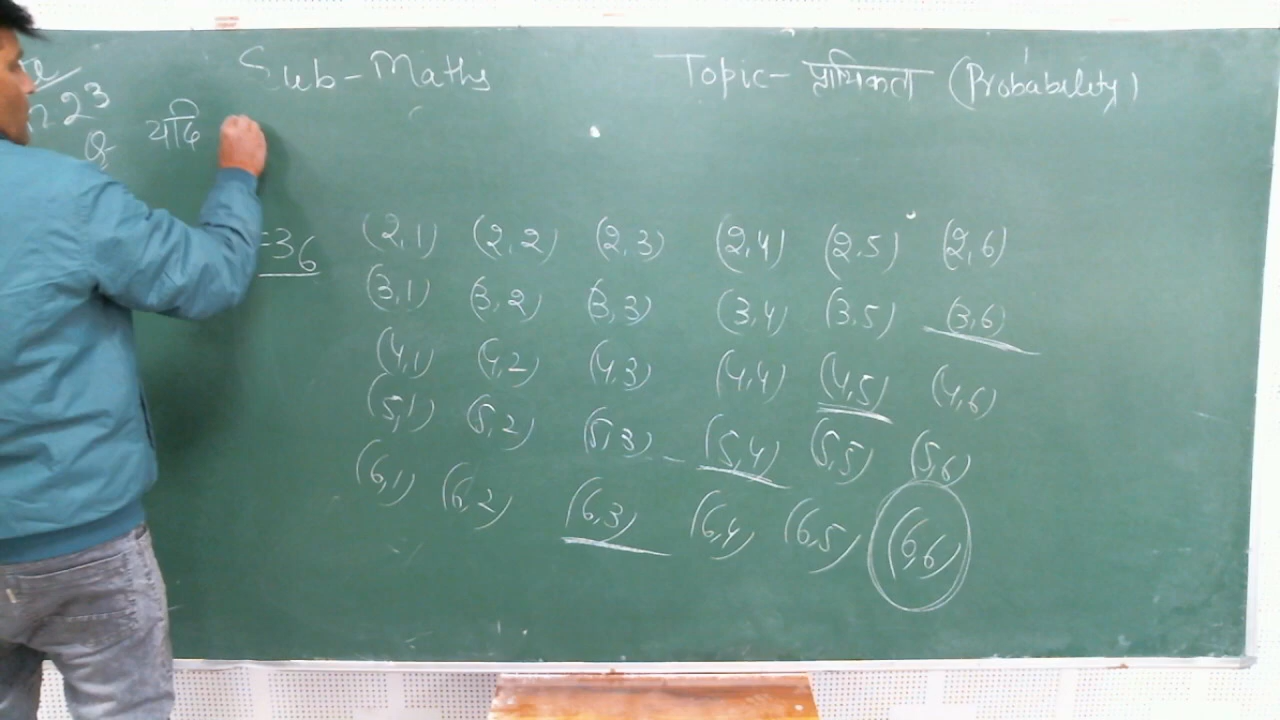 Sub-Maths Topic- प्रायिकता (Probability)
n 2³
Q- यदि
=36 (2,1) (2,2) (2,3) (2,4) (2,5) (2,6)
(3,1) (3,2) (3,3) (3,4) (3,5) (3,6)
(4,1) (4,2) (4,3) (4,4) (4,5) (4,6)
(5,1) (5,2) (5,3) (5,4) (5,5) (5,6)
(6,1) (6,2) (6,3) (6,4) (6,5) (6,6)